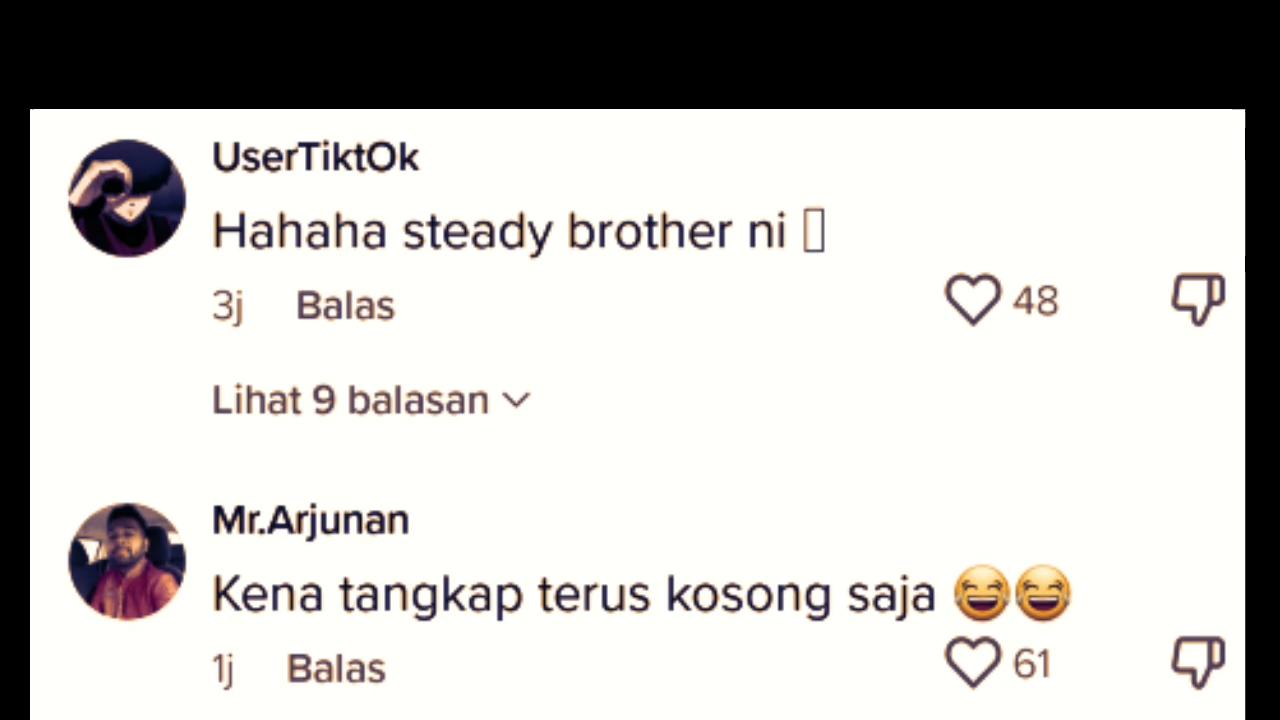 UserTiktOk
Hahaha steady brother ni
3j Balas
48
Lihat 9 balasan
Mr.Arjunan
Kena tangkap terus kosong saja 😂😂
1j Balas
61